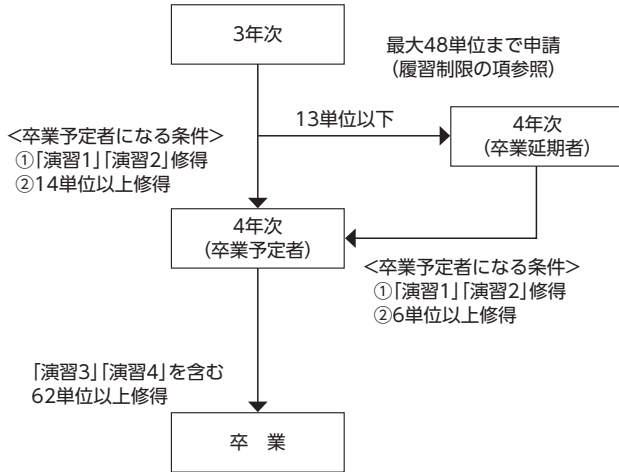 3年次
最大48単位まで申請
(履習制限の項参照)
<卒業予定者になる条件>
①「演習1」「演習2」修得
②14単位以上修得
13単位以下
4年次
(卒業延期者)
4年次
(卒業予定者)
<卒業予定者になる条件>
①「演習1」「演習2」修得
②6単位以上修得
「演習3」「演習4」を含む
62単位以上修得
卒　業